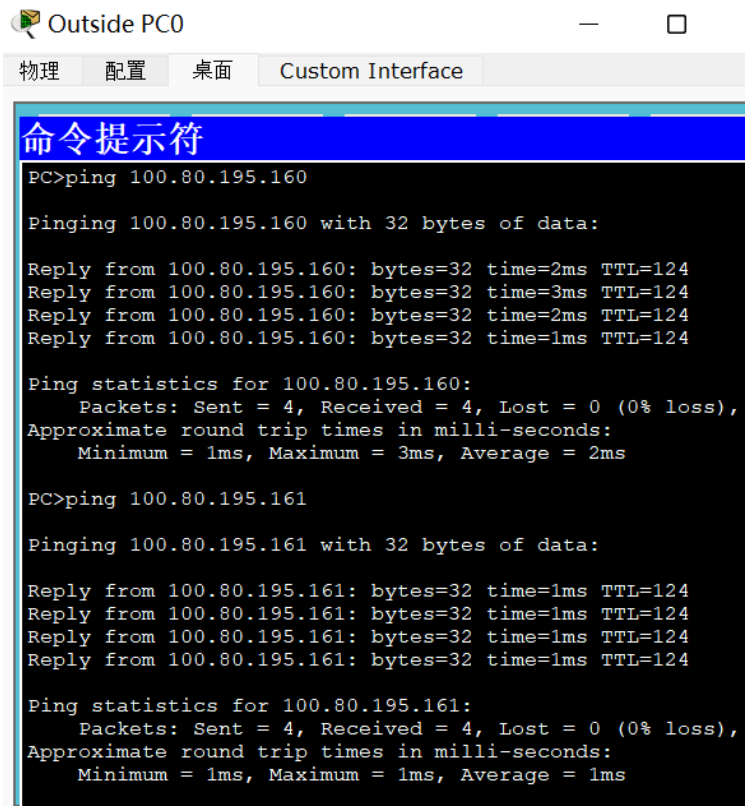 Outside PC0
物理 配置 桌面 Custom Interface
命令提示符
PC>ping 100.80.195.160
Pinging 100.80.195.160 with 32 bytes of data:
Reply from 100.80.195.160: bytes=32 time=2ms TTL=124
Reply from 100.80.195.160: bytes=32 time=3ms TTL=124
Reply from 100.80.195.160: bytes=32 time=2ms TTL=124
Reply from 100.80.195.160: bytes=32 time=1ms TTL=124
Ping statistics for 100.80.195.160:
Packets: Sent = 4, Received = 4, Lost = 0 (0% loss),
Approximate round trip times in milli-seconds:
Minimum = 1ms, Maximum = 3ms, Average = 2ms
PC>ping 100.80.195.161
Pinging 100.80.195.161 with 32 bytes of data:
Reply from 100.80.195.161: bytes=32 time=1ms TTL=124
Reply from 100.80.195.161: bytes=32 time=1ms TTL=124
Reply from 100.80.195.161: bytes=32 time=1ms TTL=124
Reply from 100.80.195.161: bytes=32 time=1ms TTL=124
Ping statistics for 100.80.195.161:
Packets: Sent = 4, Received = 4, Lost = 0 (0% loss),
Approximate round trip times in milli-seconds:
Minimum = 1ms, Maximum = 1ms, Average = 1ms